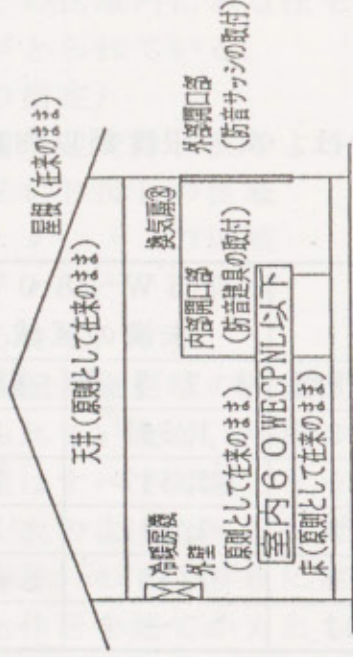 屋根(在来のまま)
天井(原則として在来のまま)
換気扇
冷暖房機
外壁
(原則として在来のまま)
内部開口部
(防音建具の取付)
外部開口部
(防音サッシの取付)
室内60WECPNL以下
床(原則として在来のまま)